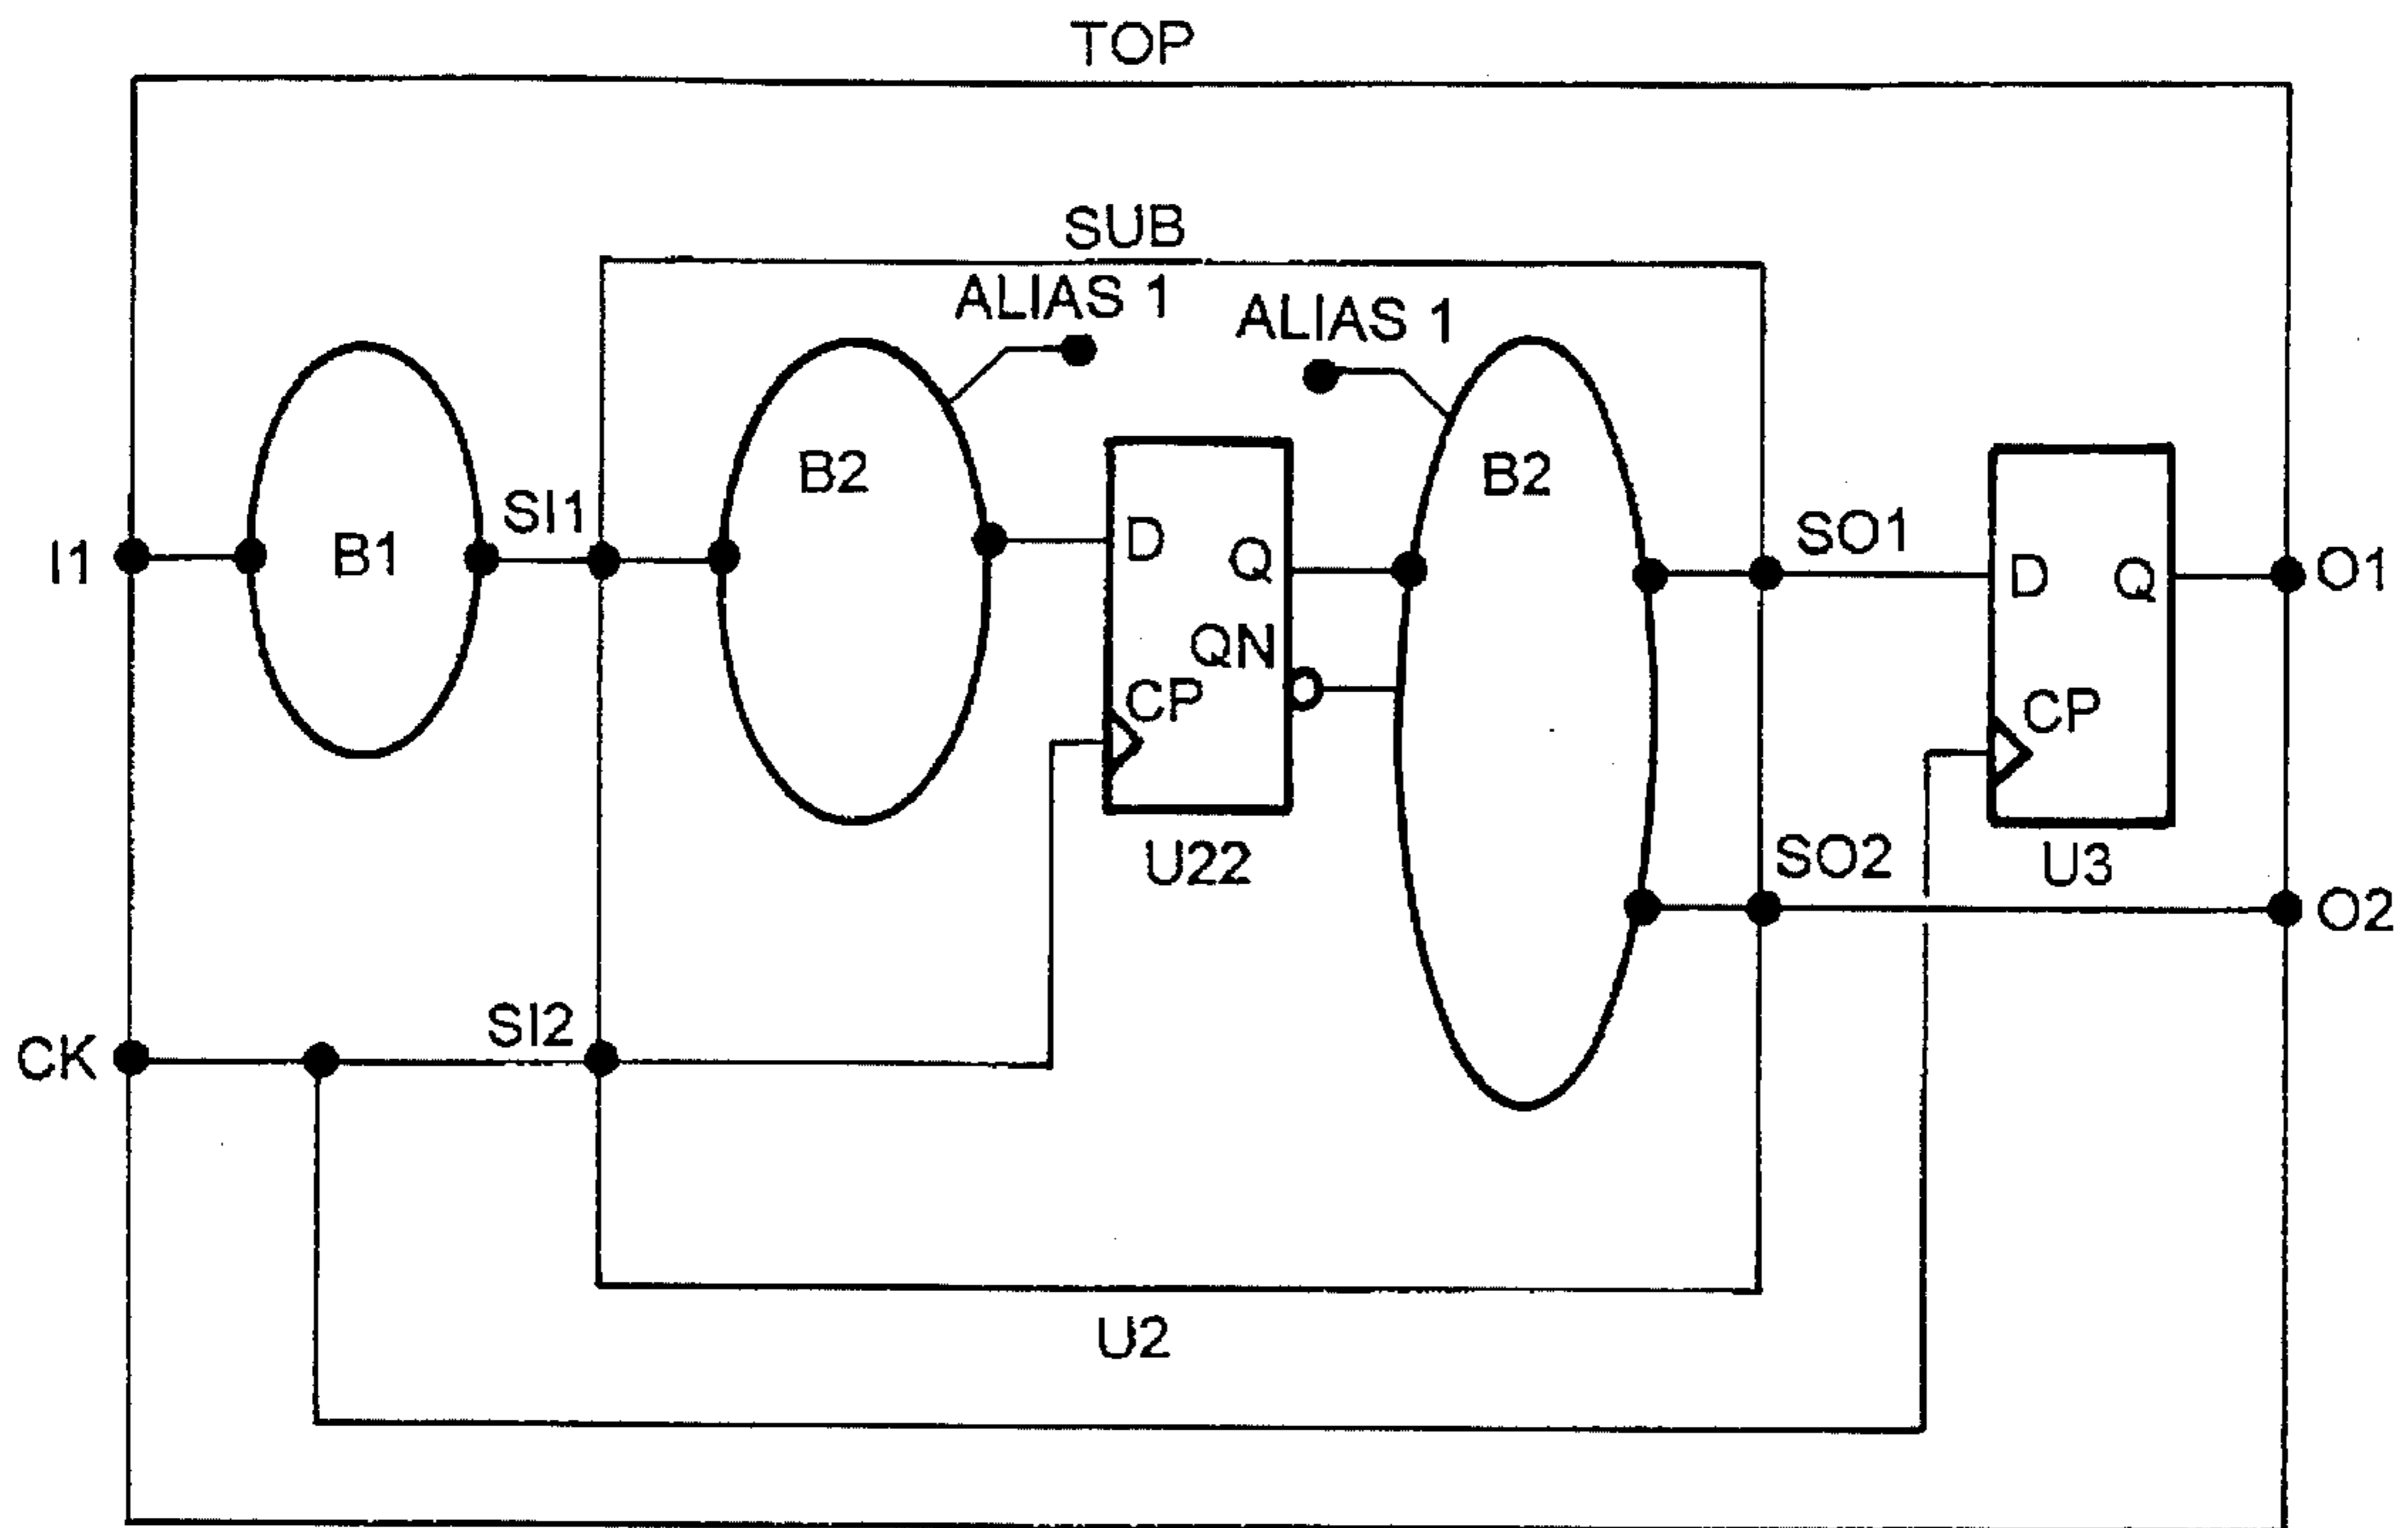 TOP
SUB
ALIAS 1
ALIAS 1
B2
B2
SI1
B1
I1
D
Q
QN
CP
U22
SO1
D
Q
O1
CP
U3
SO2
O2
SI2
CK
U2